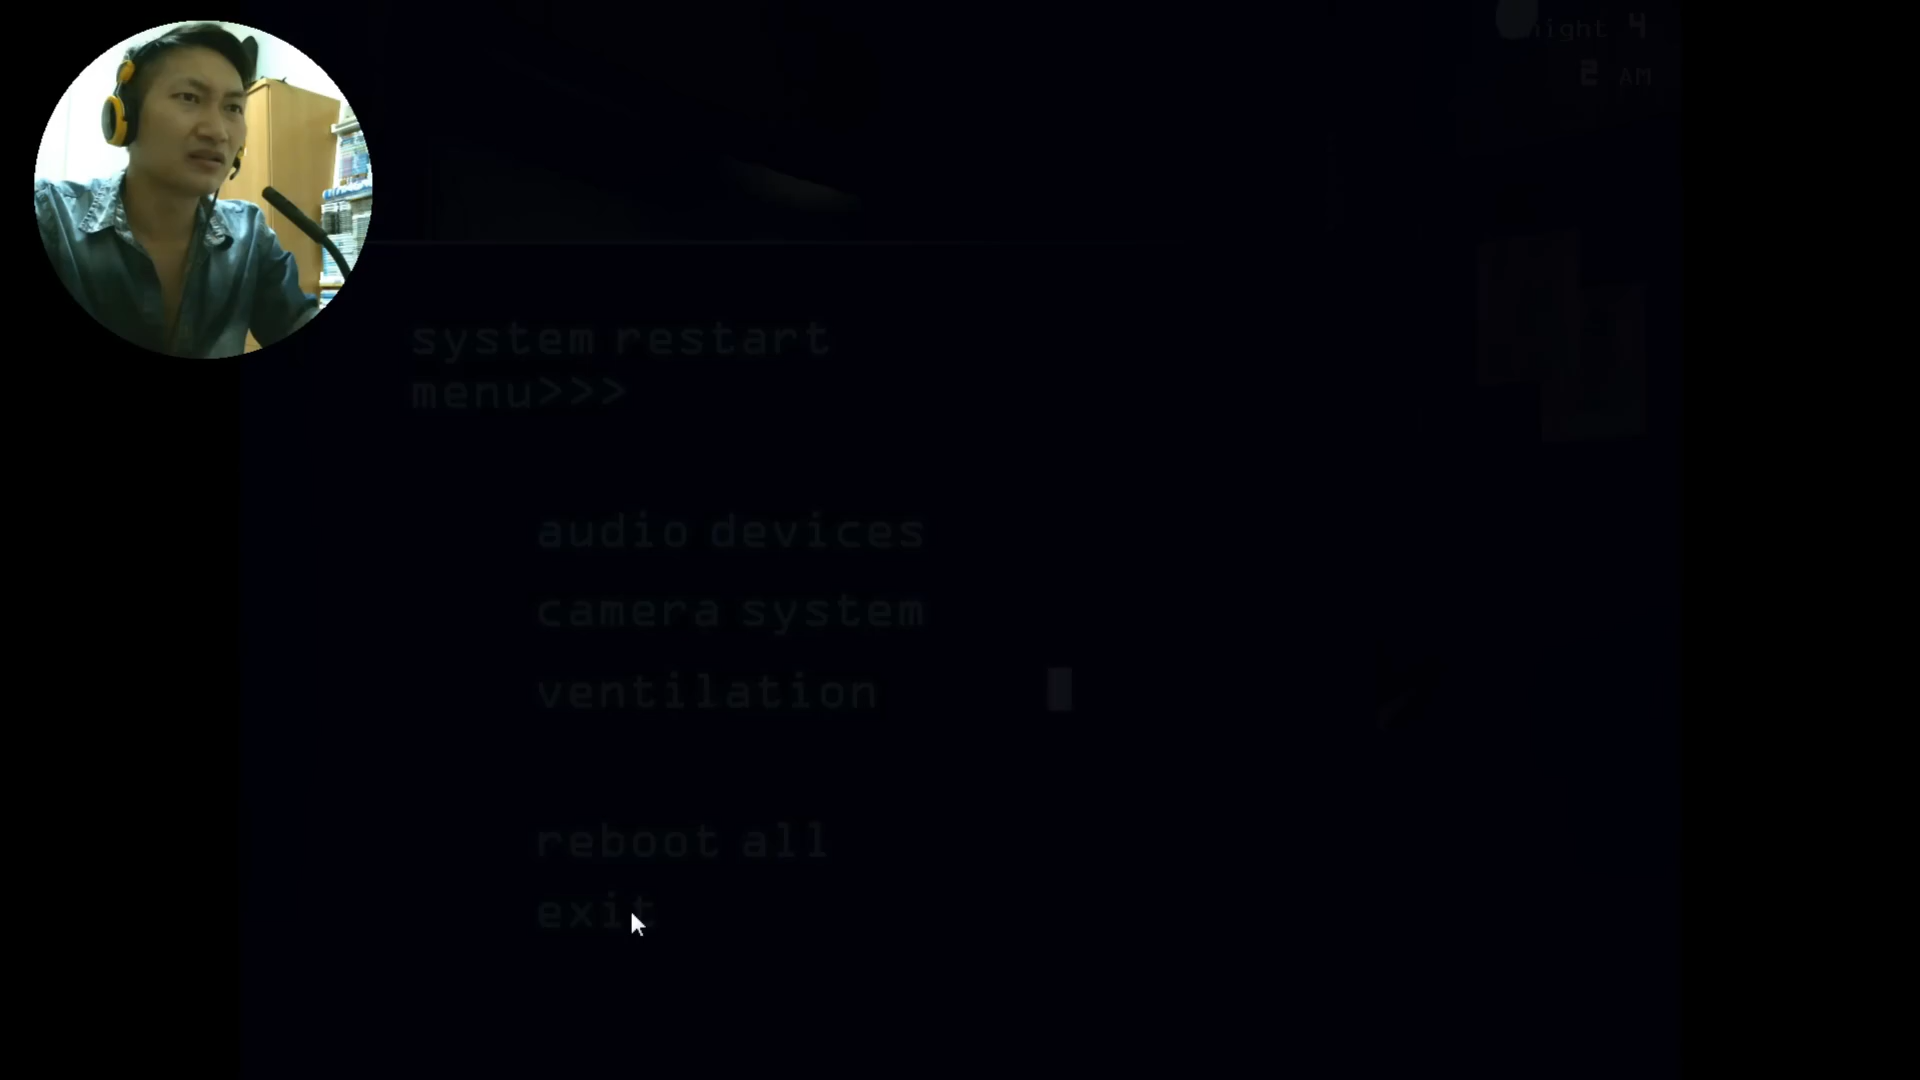 night 4
2 AM
system restart
menu>>>
audio devices
camera system
ventilation
reboot all
exit